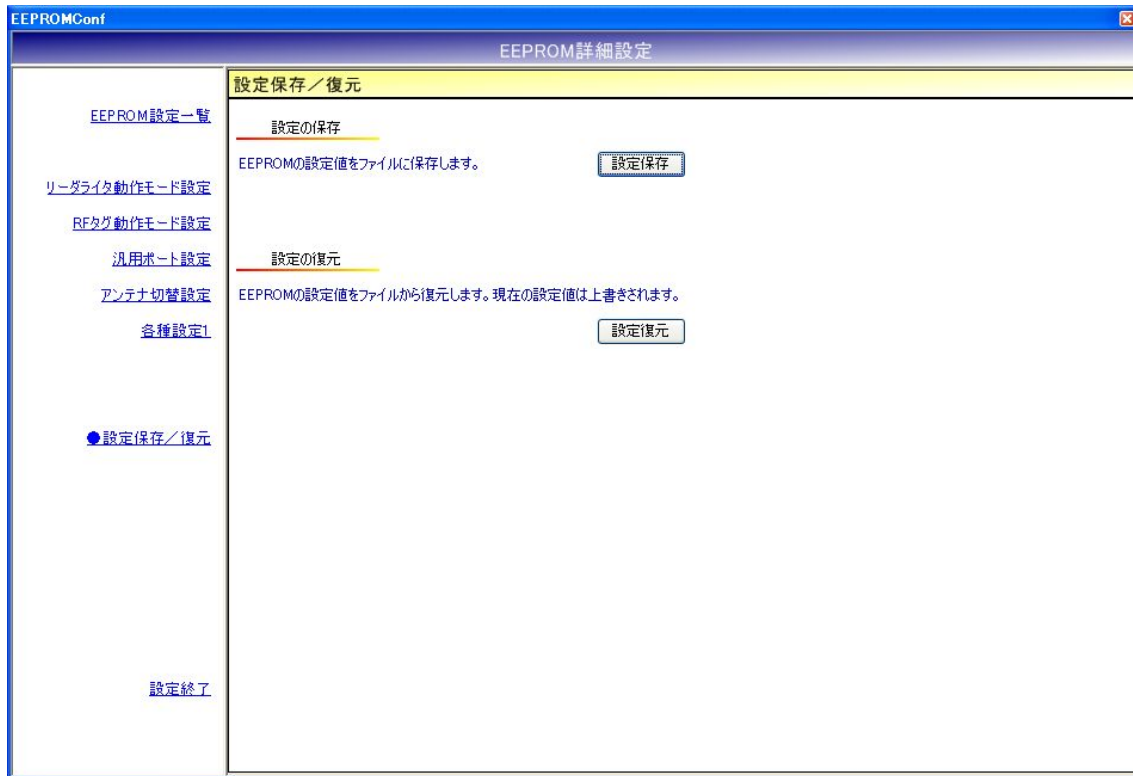 EEPROMConf
EEPROM詳細設定
設定保存／復元
EEPROM設定一覧
リーダライタ動作モード設定
RFタグ動作モード設定
汎用ポート設定
アンテナ切替設定
各種設定1
●設定保存／復元
設定終了
設定の保存
EEPROMの設定値をファイルに保存します。
設定保存
設定の復元
EEPROMの設定値をファイルから復元します。現在の設定値は上書きされます。
設定復元